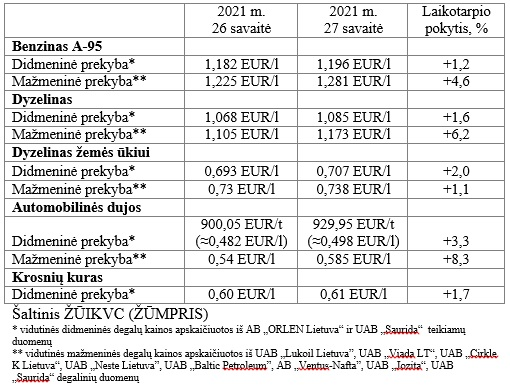 2021 m. 2021 m. Laikotarpio
26 savaitė 27 savaitė pokytis, %
Benzinas A-95
Didmeninė prekyba* 1,182 EUR/l 1,196 EUR/l +1,2
Mažmeninė prekyba** 1,225 EUR/l 1,281 EUR/l +4,6
Dyzelinas
Didmeninė prekyba* 1,068 EUR/l 1,085 EUR/l +1,6
Mažmeninė prekyba** 1,105 EUR/l 1,173 EUR/l +6,2
Dyzelinas žemės ūkiui
Didmeninė prekyba* 0,693 EUR/l 0,707 EUR/l +2,0
Mažmeninė prekyba** 0,73 EUR/l 0,738 EUR/l +1,1
Automobilinės dujos
900,05 EUR/t 929,95 EUR/t
Didmeninė prekyba* (≈0,482 EUR/l) (≈0,498 EUR/l) +3,3
Mažmeninė prekyba** 0,54 EUR/l 0,585 EUR/l +8,3
Krosnių kuras
Didmeninė prekyba* 0,60 EUR/l 0,61 EUR/l +1,7
Šaltinis ŽŪIKVC (ŽŪMPRIS)
* vidutinės didmeninės degalų kainos apskaičiuotos iš AB „ORLEN Lietuva“ ir UAB „Saurida“ teikiamų
duomenų
** vidutinės mažmeninės degalų kainos apskaičiuotos iš UAB „Lukoil Lietuva”, UAB „Viada LT“, UAB „Cirkle
K Lietuva“, UAB „Neste Lietuva”, UAB „Baltic Petroleum”, AB „Ventus-Nafta”, UAB „Jozita”, UAB
„Saurida“ degalinių duomenų